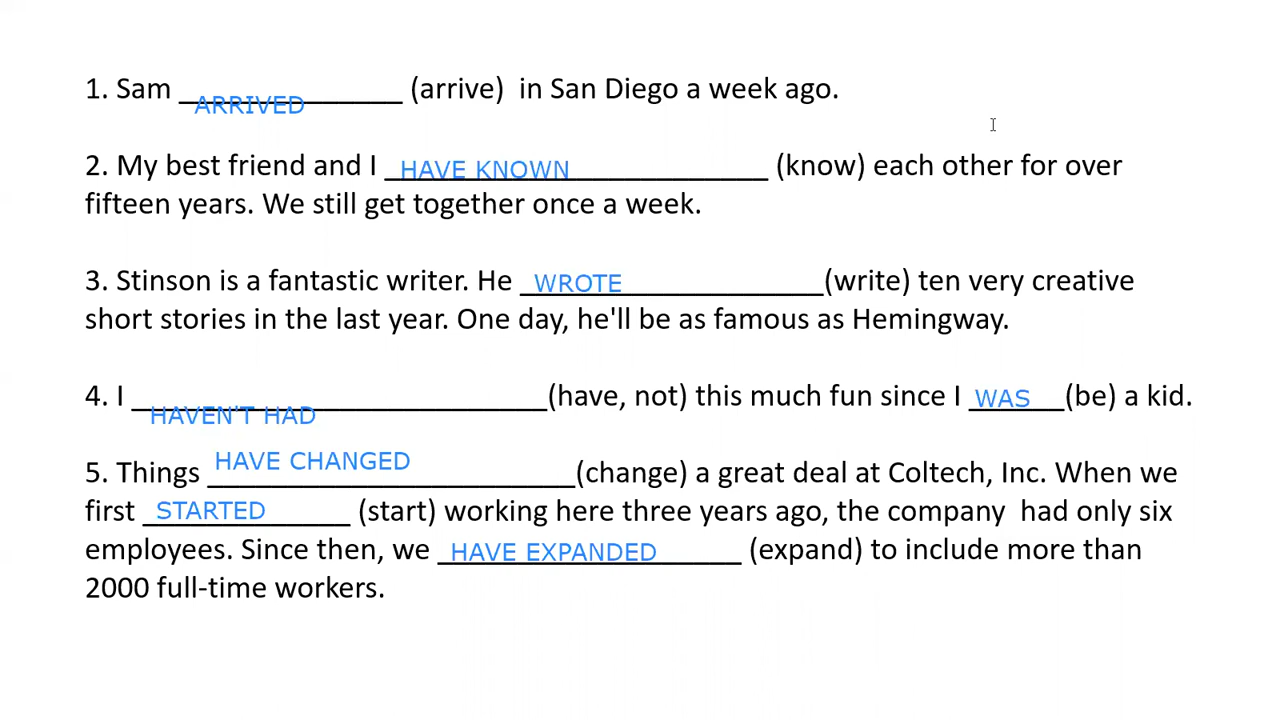 1. Sam ______________ (arrive)  in San Diego a week ago.
ARRIVED
2. My best friend and I HAVE KNOWN (know) each other for over
fifteen years. We still get together once a week.
3. Stinson is a fantastic writer. He WROTE (write) ten very creative
short stories in the last year. One day, he'll be as famous as Hemingway.
4. I __________________________ (have, not) this much fun since I WAS (be) a kid.
HAVEN'T HAD
HAVE CHANGED
5. Things _______________________ (change) a great deal at Coltech, Inc. When we
first STARTED (start) working here three years ago, the company  had only six
employees. Since then, we HAVE EXPANDED (expand) to include more than
2000 full-time workers.